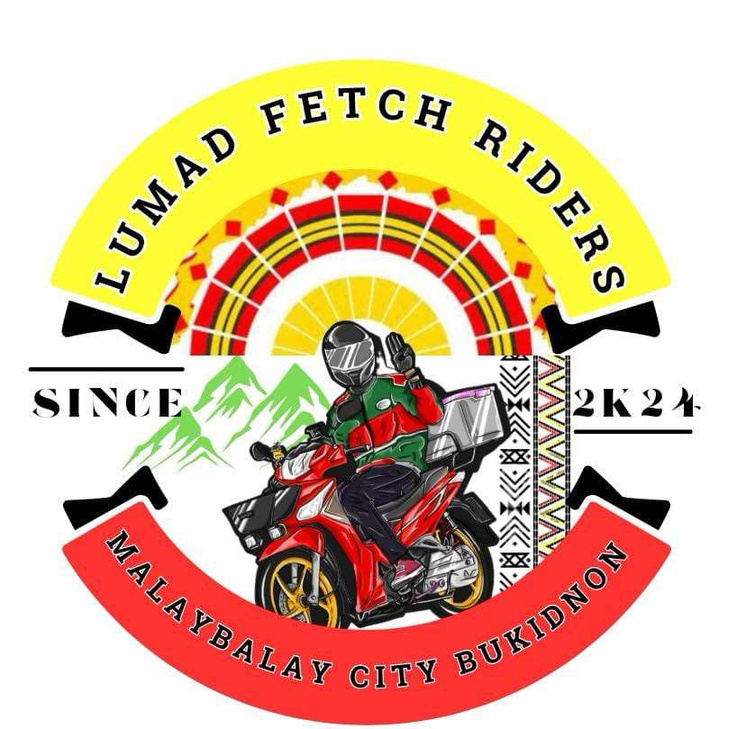 LUMAD FETCH RIDERS
SINCE 2K24
MALAYBALAY CITY BUKIDNON